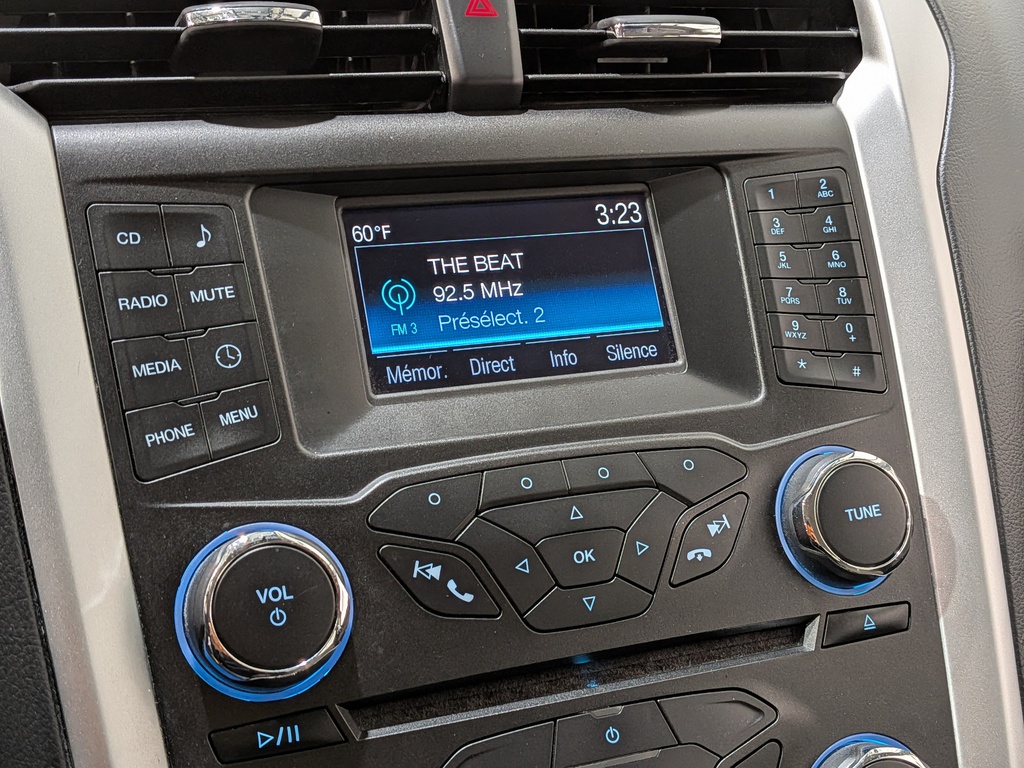 60°F 3:23
THE BEAT
92.5 MHz
FM 3 Présélect. 2
Mémor. Direct Info Silence
CD
RADIO MUTE
MEDIA
PHONE MENU
1 2 ABC
3 DEF 4 GHI
5 JKL 6 MNO
7 PQRS 8 TUV
9 WXYZ 0 +
* #
OK
VOL
TUNE